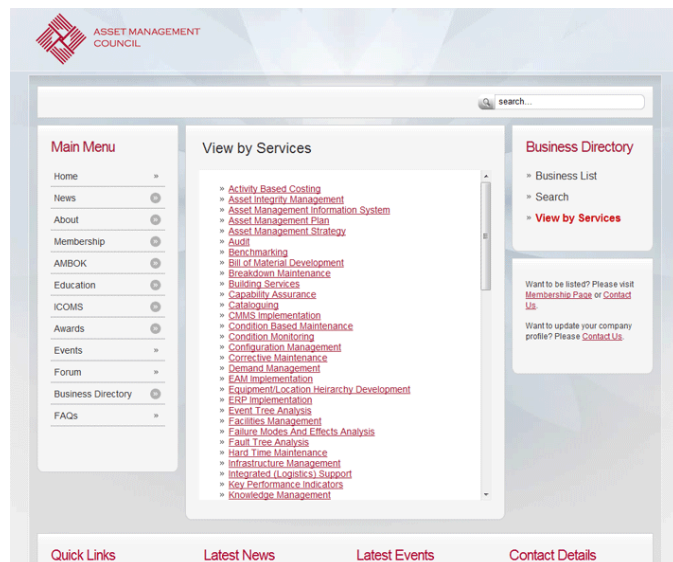 ASSET MANAGEMENT
COUNCIL
search...
Main Menu
Home
News
About
Membership
AMBOK
Education
ICOMS
Awards
Events
Forum
Business Directory
FAQs
View by Services
» Activity Based Costing
» Asset Integrity Management
» Asset Management Information System
» Asset Management Plan
» Asset Management Strategy
» Audit
» Benchmarking
» Bill of Material Development
» Breakdown Maintenance
» Building Services
» Capability Assurance
» Cataloguing
» CMMS Implementation
» Condition Based Maintenance
» Condition Monitoring
» Configuration Management
» Corrective Maintenance
» Demand Management
» EAM Implementation
» Equipment/Location Heirarchy Development
» ERP Implementation
» Event Tree Analysis
» Facilities Management
» Failure Modes And Effects Analysis
» Fault Tree Analysis
» Hard Time Maintenance
» Infrastructure Management
» Integrated (Logistics) Support
» Key Performance Indicators
» Knowledge Management
Business Directory
» Business List
» Search
» View by Services
Want to be listed? Please visit
Membership Page or Contact
Us.
Want to update your company
profile? Please Contact Us.
Quick Links
Latest News
Latest Events
Contact Details